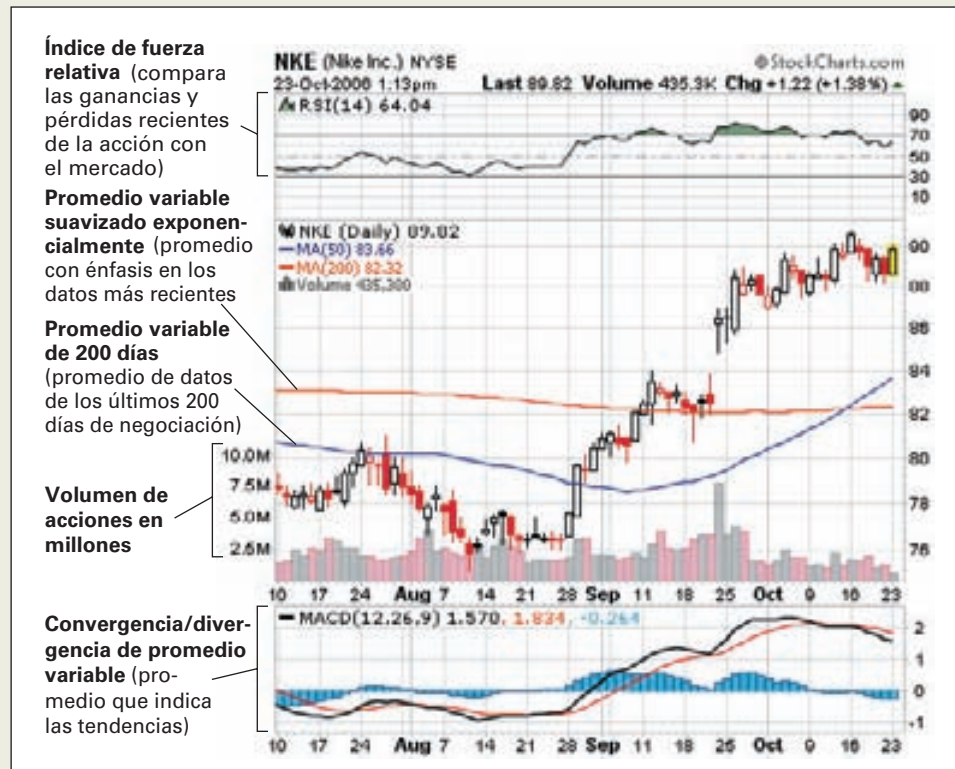 Índice de fuerza
relativa (compara
las ganancias y
pérdidas recientes
de la acción con
el mercado)
Promedio variable
suavizado exponen-
cialmente (promedio
con énfasis en los
datos más recientes
Promedio variable
de 200 días
(promedio de datos
de los últimos 200
días de negociación)
Volumen de
acciones en
millones
Convergencia/diver-
gencia de promedio
variable (pro-
medio que indica
las tendencias)
NKE (Nike Inc.) NYSE
© StockCharts.com
23-Oct-2006 1:13pm Last 89.82 Volume 435.3K Chg +1.22 (+1.38%)
RSI(14) 64.04
90
70
50
30
10
NKE (Daily) 89.82
MA(50) 83.66
MA(200) 82.32
Volume 435,300
90
88
86
84
82
80
78
76
10.0M
7.5M
5.0M
2.5M
10 17 24 Aug 7 14 21 28 Sep 11 18 25 Oct 9 16 23
MACD(12,26,9) 1.570, 1.834, -0.264
2
1
0
-1
10 17 24 Aug 7 14 21 28 Sep 11 18 25 Oct 9 16 23